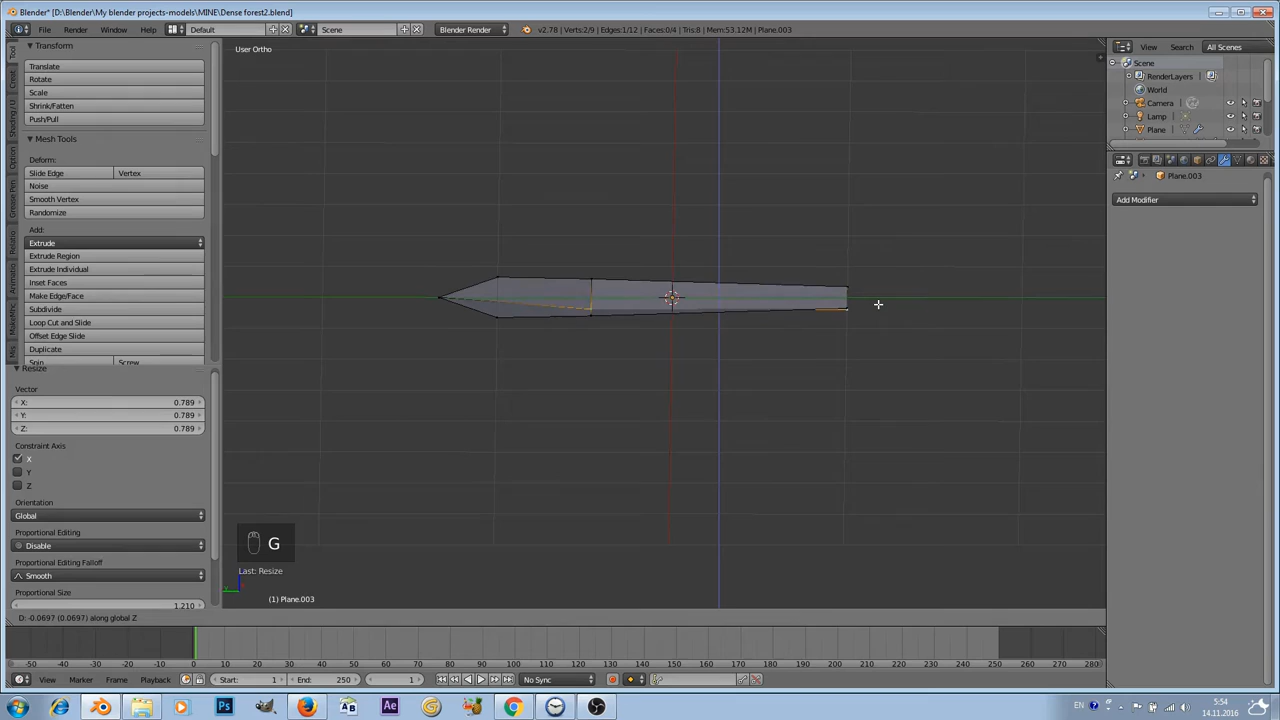 Blender* [D:\Blender\My blender projects-models\MINE\Dense forest2.blend]
File Render Window Help Default Scene Blender Render v2.78 | Verts:2/9 | Edges:1/12 | Faces:0/4 | Tris:8 | Mem:53.12M | Plane.003
Transform
Translate
Rotate
Scale
Shrink/Fatten
Push/Pull
Mesh Tools
Deform:
Slide Edge Vertex
Noise
Smooth Vertex
Randomize
Add:
Extrude
Extrude Region
Extrude Individual
Inset Faces
Make Edge/Face
Subdivide
Loop Cut and Slide
Offset Edge Slide
Duplicate
Spin Screw
Resize
Vector
X: 0.789
Y: 0.789
Z: 0.789
Constraint Axis
X
Y
Z
Orientation
Global
Proportional Editing
Disable
Proportional Editing Falloff
Smooth
Proportional Size
1.210
User Ortho
G
Last: Resize
(1) Plane.003
D: -0.0697 (0.0697) along global Z
View Search All Scenes
Scene
RenderLayers
World
Camera
Lamp
Plane
Plane.003
Add Modifier
-50 -40 -30 -20 -10 0 10 20 30 40 50 60 70 80 90 100 110 120 130 140 150 160 170 180 190 200 210 220 230 240 250 260 270 280
View Marker Frame Playback Start: 1 End: 250 1 No Sync
EN 5:54
14.11.2016